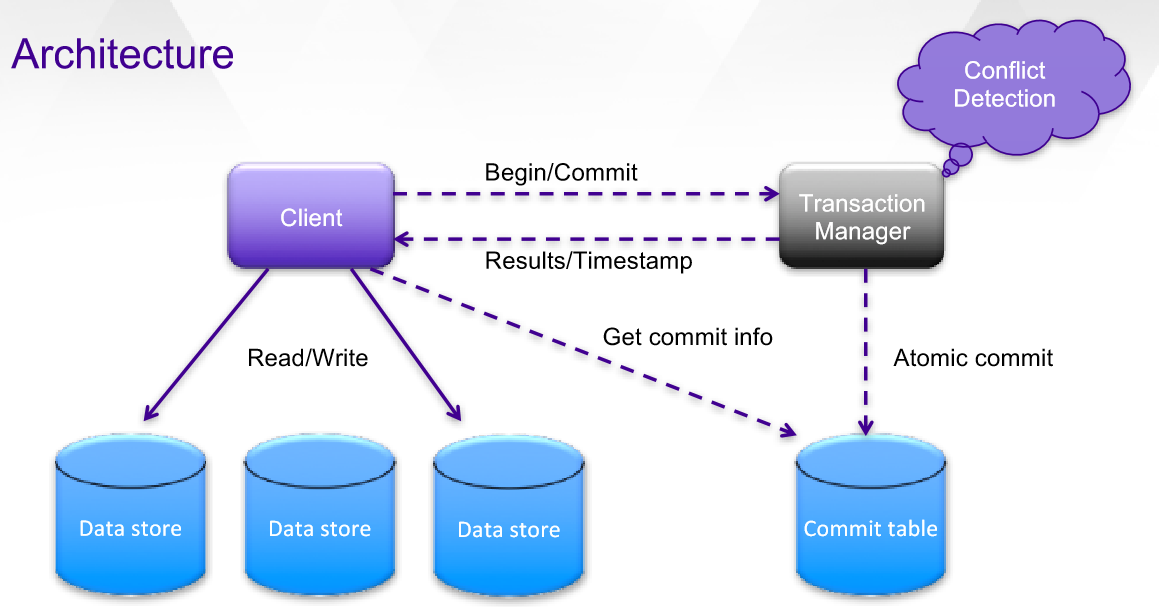 Architecture
Conflict
Detection
Begin/Commit
Client
Transaction
Manager
Results/Timestamp
Get commit info
Read/Write
Atomic commit
Data store
Data store
Data store
Commit table